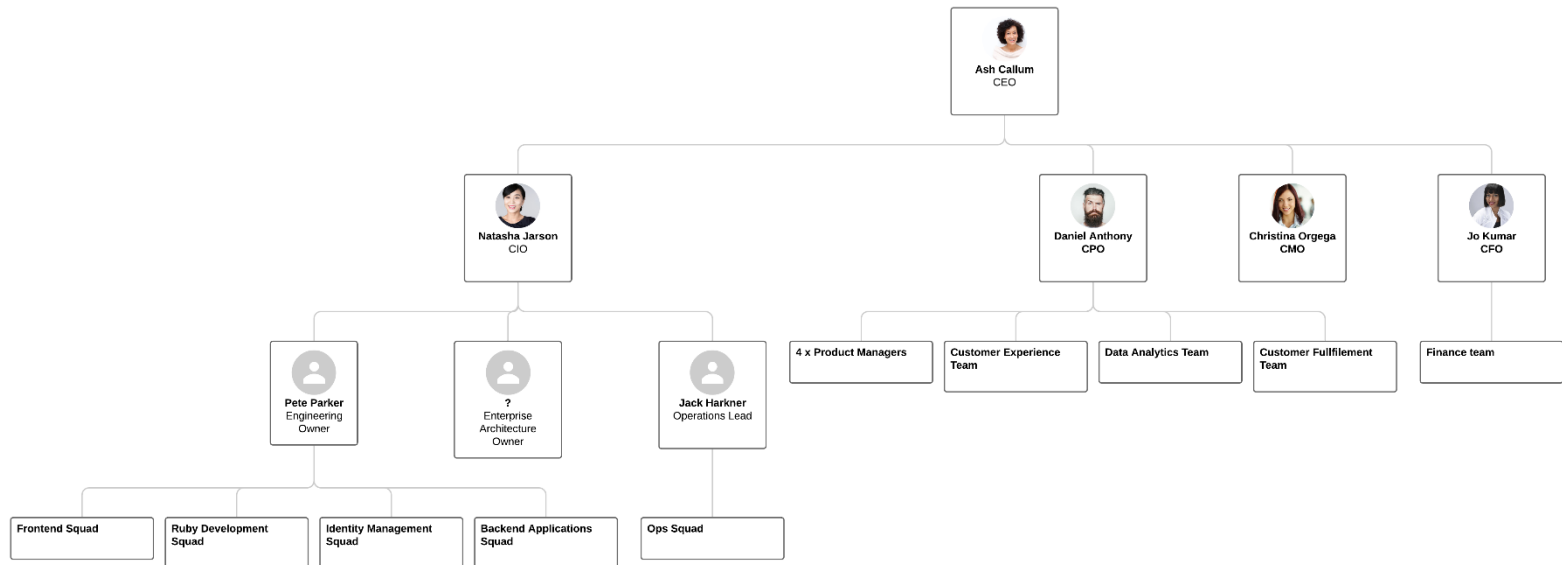 Ash Callum
CEO
Natasha Jarson
CIO
Daniel Anthony
CPO
Christina Orgega
CMO
Jo Kumar
CFO
Pete Parker
Engineering
Owner
?
Enterprise
Architecture
Owner
Jack Harkner
Operations Lead
4 x Product Managers
Customer Experience
Team
Data Analytics Team
Customer Fullfilement
Team
Finance team
Frontend Squad
Ruby Development
Squad
Identity Management
Squad
Backend Applications
Squad
Ops Squad